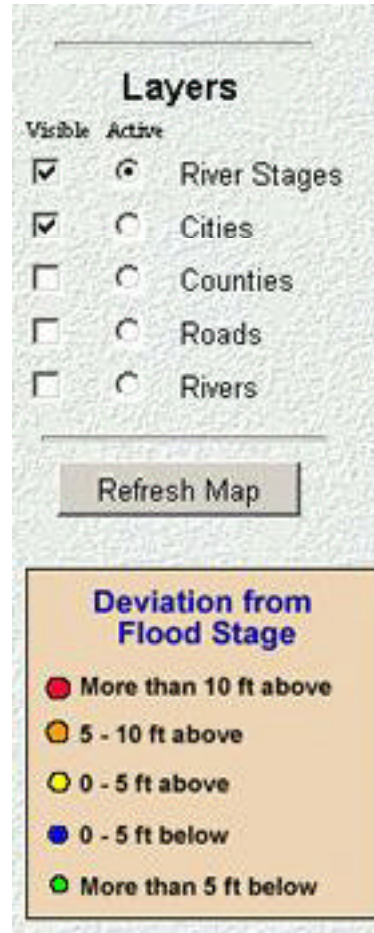 Layers
Visible Active
River Stages
Cities
Counties
Roads
Rivers
Refresh Map
Deviation from
Flood Stage
More than 10 ft above
5 - 10 ft above
0 - 5 ft above
0 - 5 ft below
More than 5 ft below